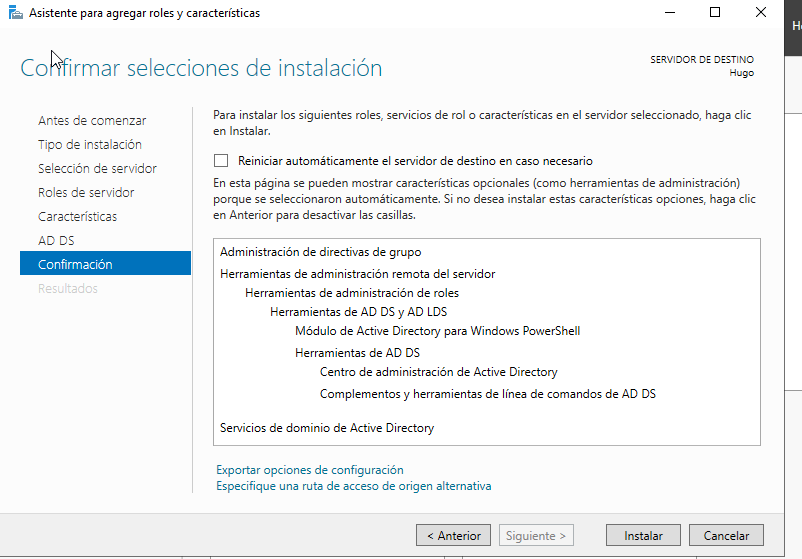 Asistente para agregar roles y características
Confirmar selecciones de instalación
SERVIDOR DE DESTINO
Hugo
Antes de comenzar
Tipo de instalación
Selección de servidor
Roles de servidor
Características
AD DS
Confirmación
Resultados
Para instalar los siguientes roles, servicios de rol o características en el servidor seleccionado, haga clic
en Instalar.
Reiniciar automáticamente el servidor de destino en caso necesario
En esta página se pueden mostrar características opcionales (como herramientas de administración)
porque se seleccionaron automáticamente. Si no desea instalar estas características opciones, haga clic
en Anterior para desactivar las casillas.
Administración de directivas de grupo
Herramientas de administración remota del servidor
Herramientas de administración de roles
Herramientas de AD DS y AD LDS
Módulo de Active Directory para Windows PowerShell
Herramientas de AD DS
Centro de administración de Active Directory
Complementos y herramientas de línea de comandos de AD DS
Servicios de dominio de Active Directory
Exportar opciones de configuración
Especifique una ruta de acceso de origen alternativa
< Anterior
Siguiente >
Instalar
Cancelar